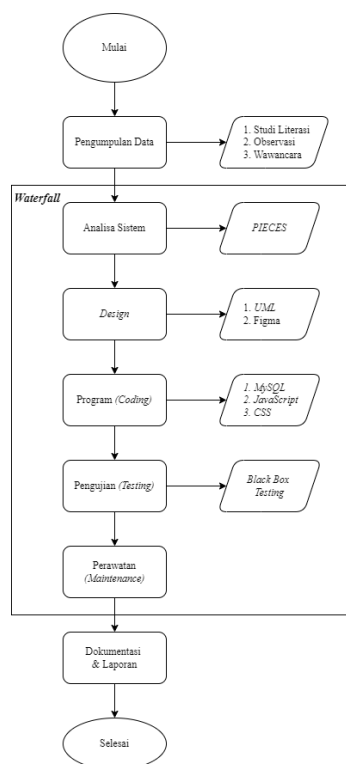 Mulai
Pengumpulan Data
1. Studi Literasi
2. Observasi
3. Wawancara
Waterfall
Analisa Sistem
PIECES
Design
1. UML
2. Figma
Program (Coding)
1. MySQL
2. JavaScript
3. CSS
Pengujian (Testing)
Black Box
Testing
Perawatan
(Maintenance)
Dokumentasi
& Laporan
Selesai